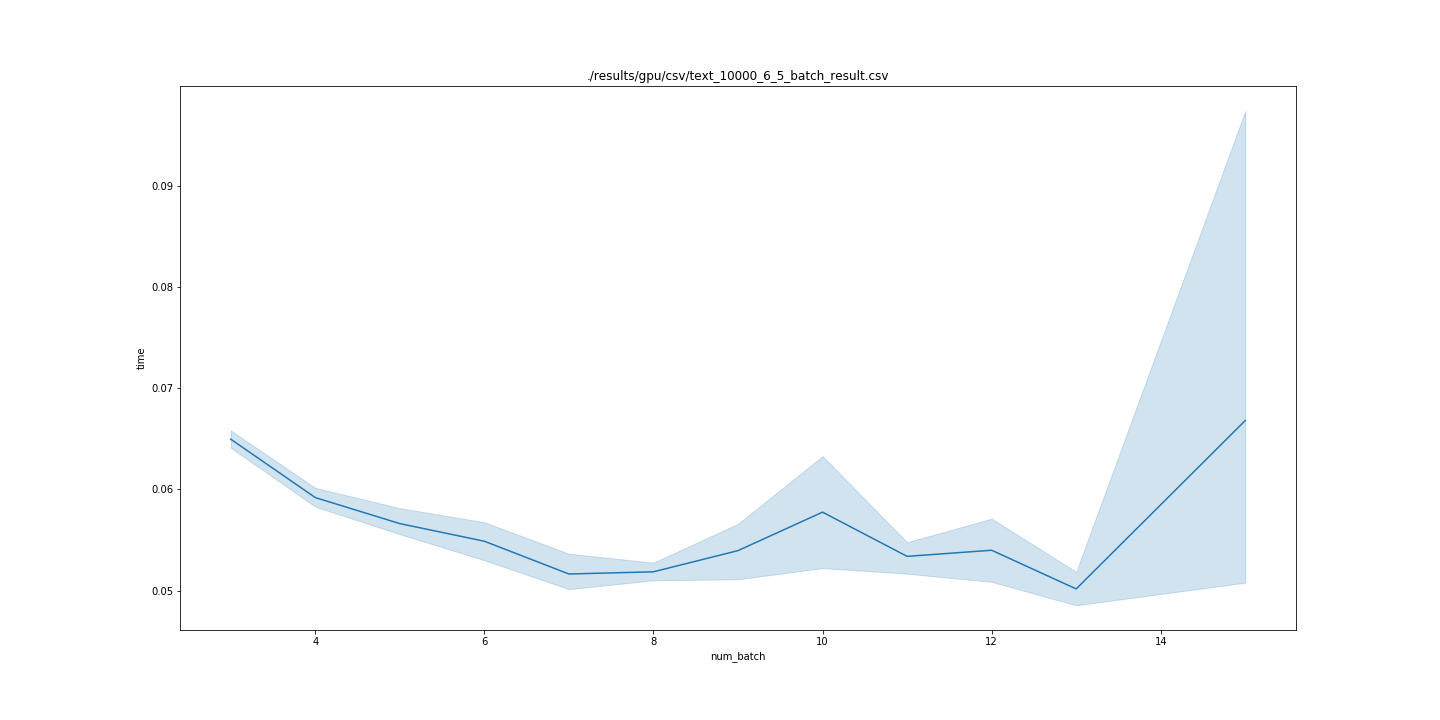 ./results/gpu/csv/text_10000_6_5_batch_result.csv
0.09
0.08
time
0.07
0.06
0.05
4 6 8 10 12 14
num_batch